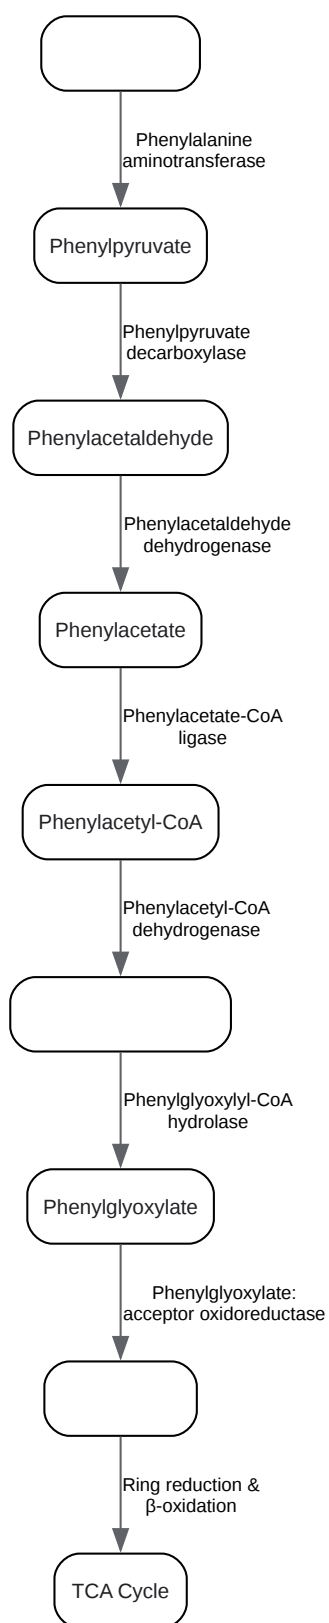 Phenylalanine
aminotransferase
Phenylpyruvate
Phenylpyruvate
decarboxylase
Phenylacetaldehyde
Phenylacetaldehyde
dehydrogenase
Phenylacetate
Phenylacetate-CoA
ligase
Phenylacetyl-CoA
Phenylacetyl-CoA
dehydrogenase
Phenylglyoxylyl-CoA
hydrolase
Phenylglyoxylate
Phenylglyoxylate:
acceptor oxidoreductase
Ring reduction &
β-oxidation
TCA Cycle